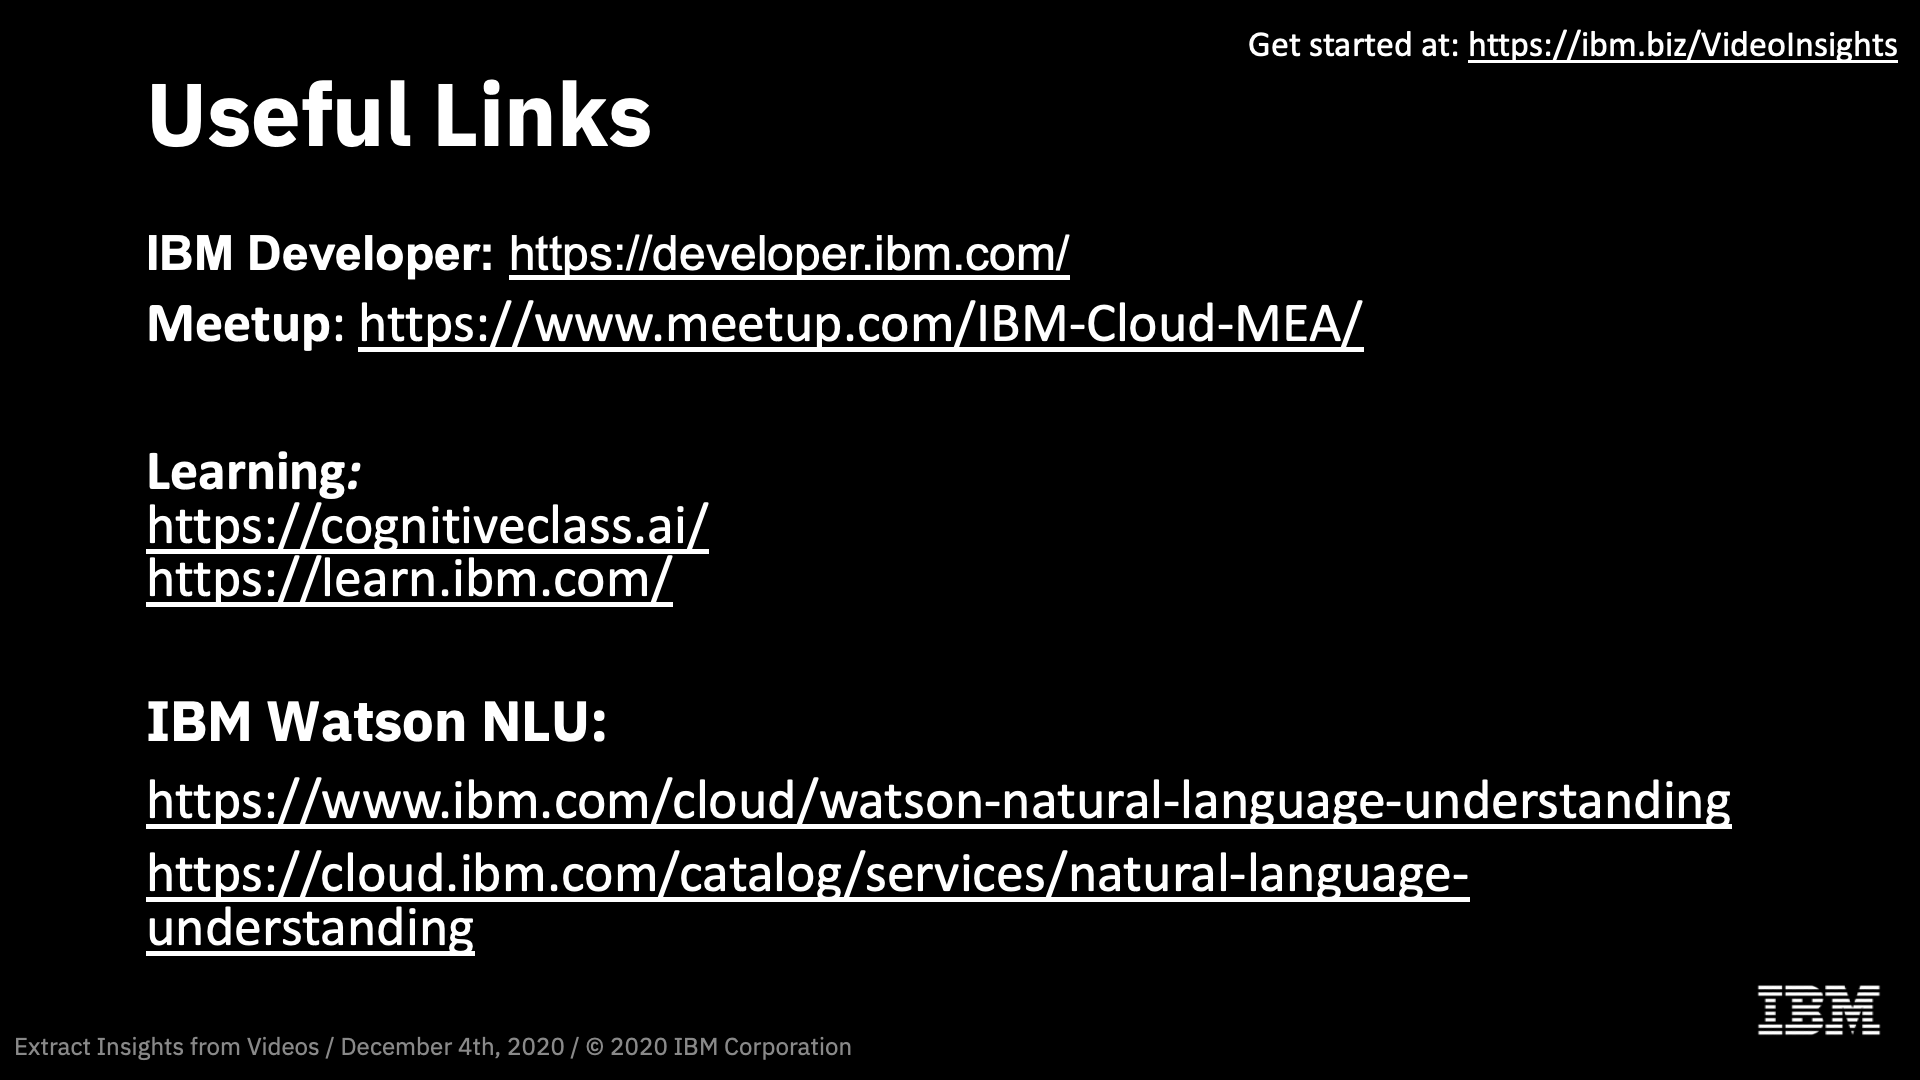 Get started at: https://ibm.biz/VideoInsights
Useful Links
IBM Developer: https://developer.ibm.com/
Meetup: https://www.meetup.com/IBM-Cloud-MEA/
Learning:
https://cognitiveclass.ai/
https://learn.ibm.com/
IBM Watson NLU:
https://www.ibm.com/cloud/watson-natural-language-understanding
https://cloud.ibm.com/catalog/services/natural-language-
understanding
IBM
Extract Insights from Videos / December 4th, 2020 / © 2020 IBM Corporation